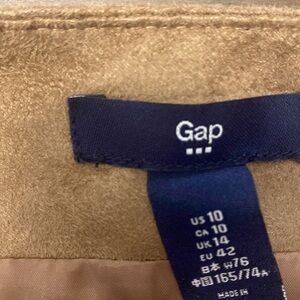 Gap
US 10
CA 10
UK 14
EU 42
日本 W76
中国 165/74A
MADE IN